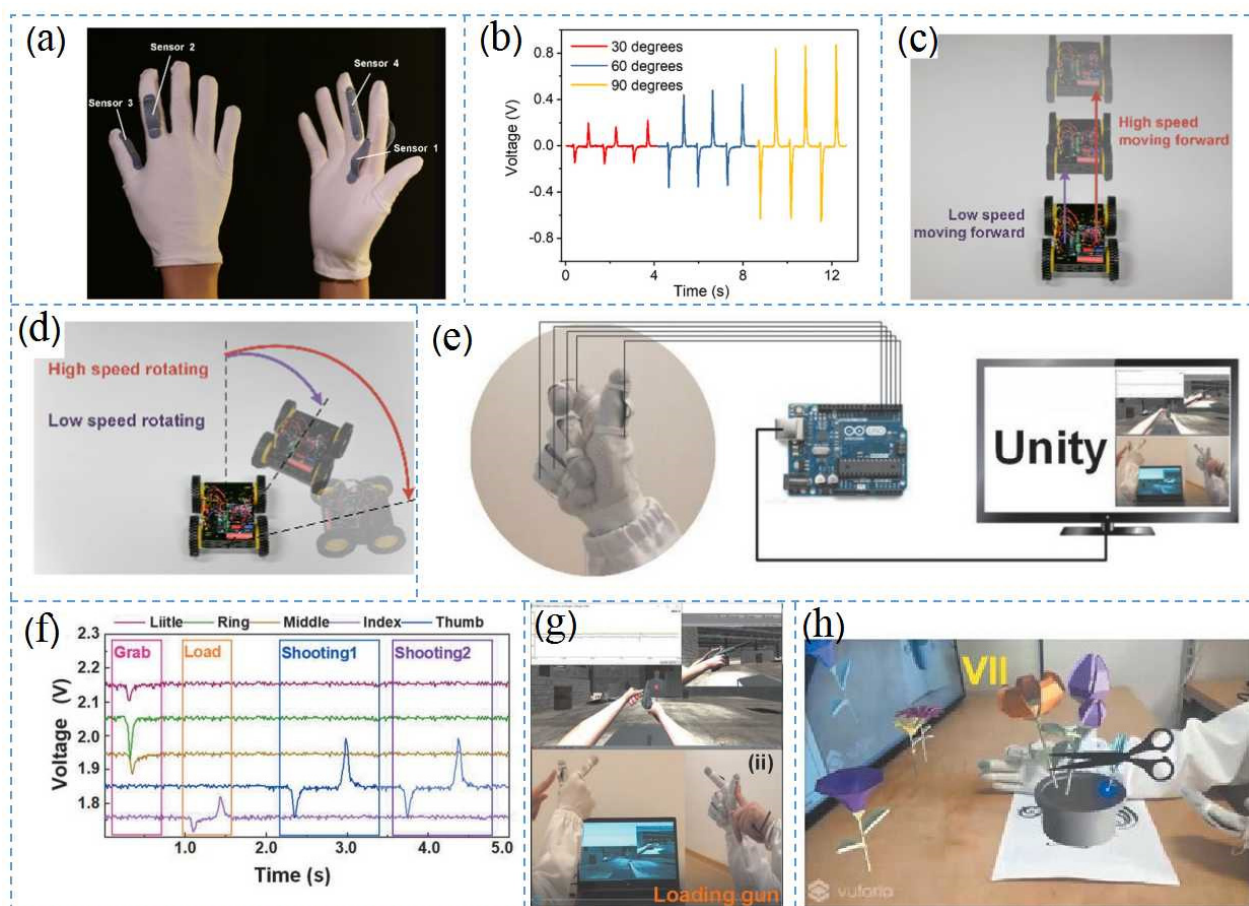 (a)
Sensor 2
Sensor 3
Sensor 4
Sensor 1
(b)
30 degrees
60 degrees
90 degrees
Voltage (V)
0.8
0.4
0.0
-0.4
-0.8
0
4
8
12
Time (s)
(c)
High speed
moving forward
Low speed
moving forward
(d)
High speed rotating
Low speed rotating
(e)
Unity
(f)
Liitle
Ring
Middle
Index
Thumb
Voltage (V)
2.3
2.2
2.1
2.0
1.9
1.8
Grab
Load
Shooting1
Shooting2
1.0
2.0
3.0
4.0
5.0
Time (s)
(g)
(ii)
Loading gun
(h)
VII
vuforia